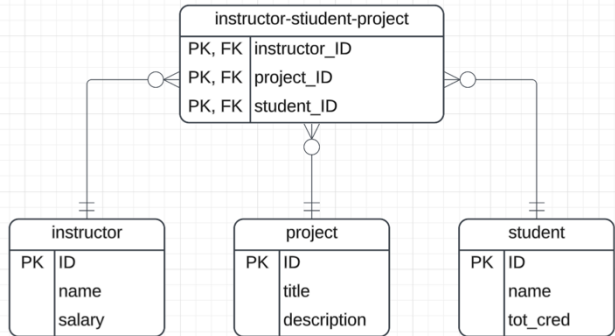 instructor-stiudent-project
PK, FK instructor_ID
PK, FK project_ID
PK, FK student_ID
instructor
PK ID
name
salary
project
PK ID
title
description
student
PK ID
name
tot_cred